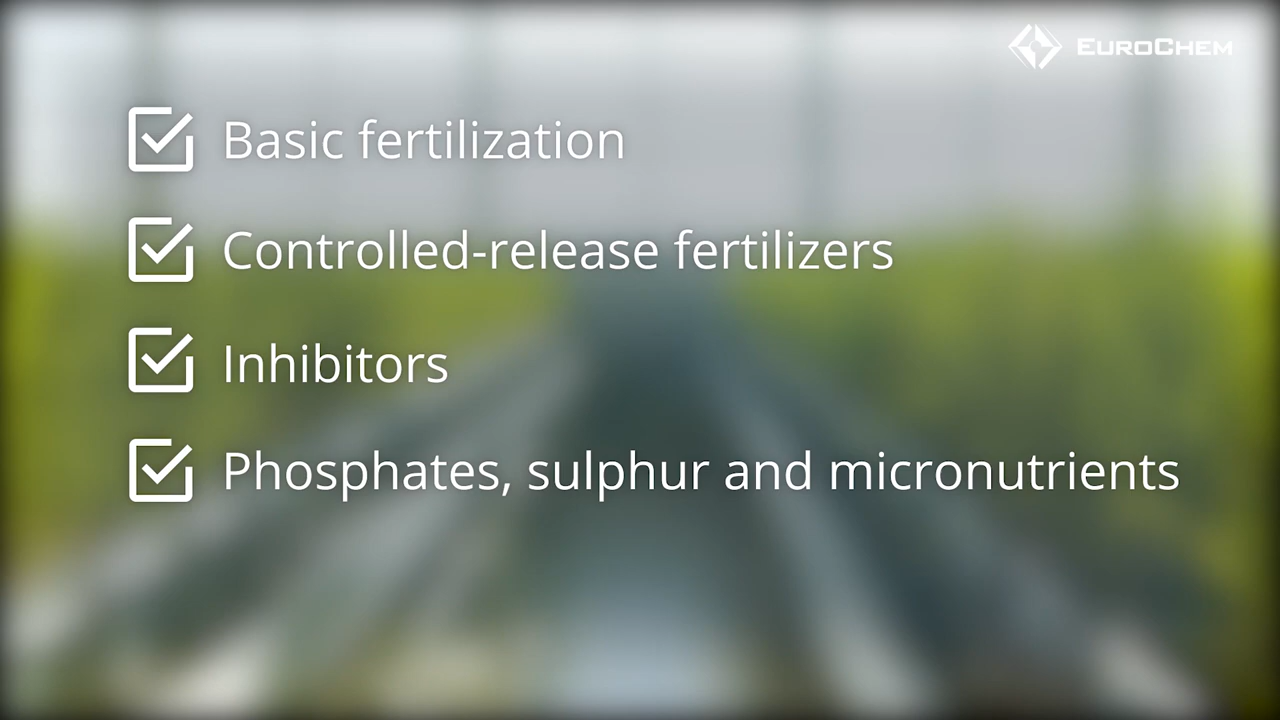 EUROCHEM
Basic fertilization
Controlled-release fertilizers
Inhibitors
Phosphates, sulphur and micronutrients